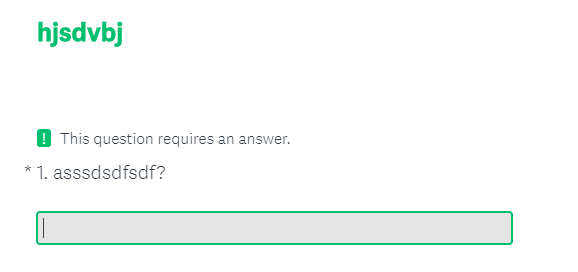 hjsdvbj
! This question requires an answer.
* 1. asssdsdfsdf?